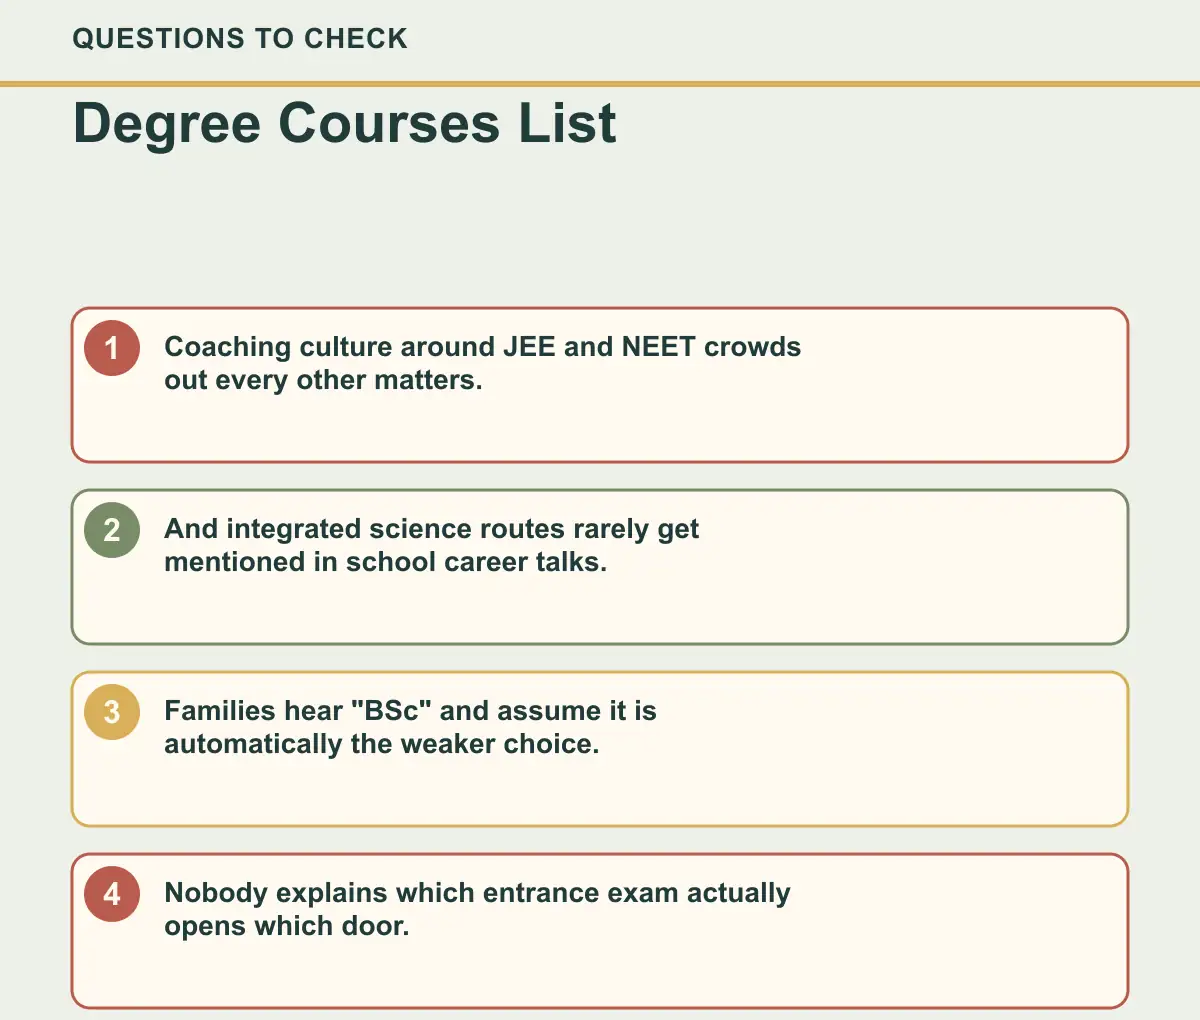 QUESTIONS TO CHECK
Degree Courses List
1
Coaching culture around JEE and NEET crowds
out every other matters.
2
And integrated science routes rarely get
mentioned in school career talks.
3
Families hear "BSc" and assume it is
automatically the weaker choice.
4
Nobody explains which entrance exam actually
opens which door.